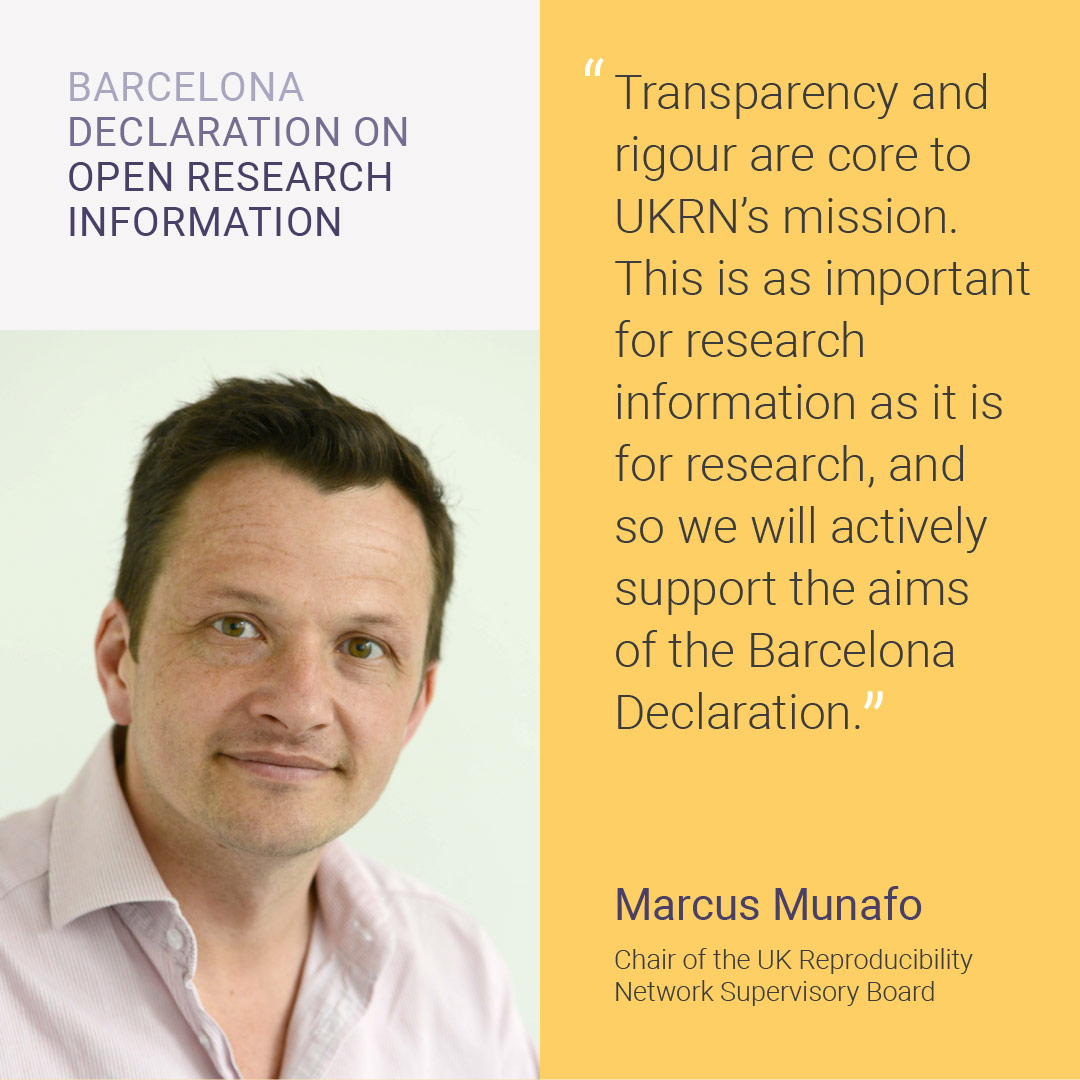 BARCELONA
DECLARATION ON
OPEN RESEARCH
INFORMATION
“Transparency and
rigour are core to
UKRN’s mission.
This is as important
for research
information as it is
for research, and
so we will actively
support the aims
of the Barcelona
Declaration.”
Marcus Munafo
Chair of the UK Reproducibility
Network Supervisory Board